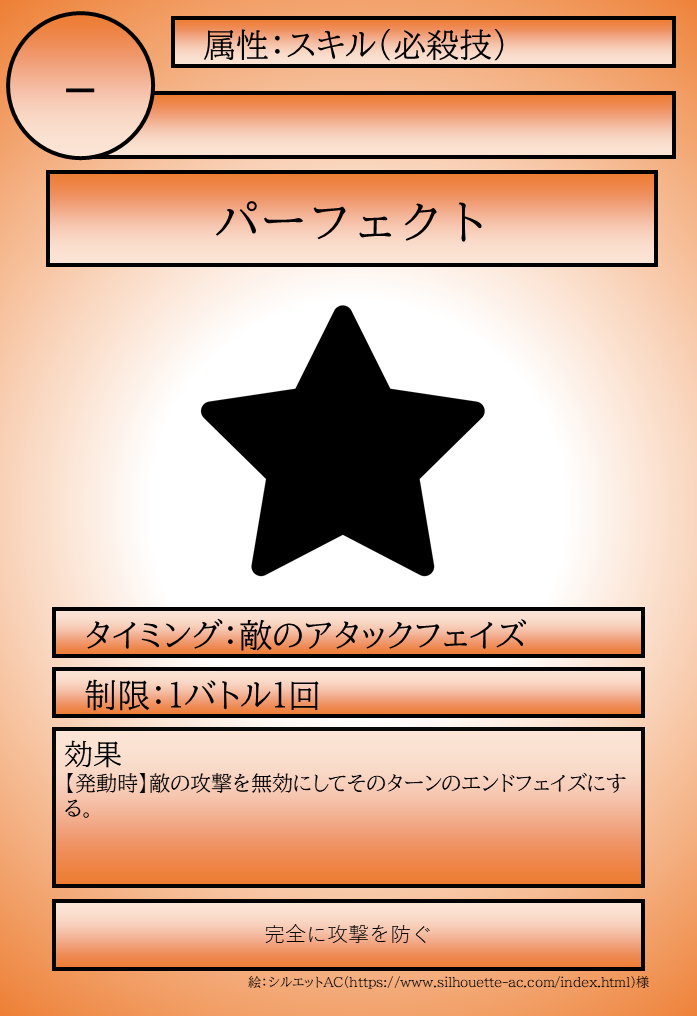 属性：スキル（必殺技）
－
パーフェクト
タイミング：敵のアタックフェイズ
制限：1バトル1回
効果
【発動時】敵の攻撃を無効にしてそのターンのエンドフェイズにす
る。
完全に攻撃を防ぐ
絵：シルエットAC（https://www.silhouette-ac.com/index.html）様